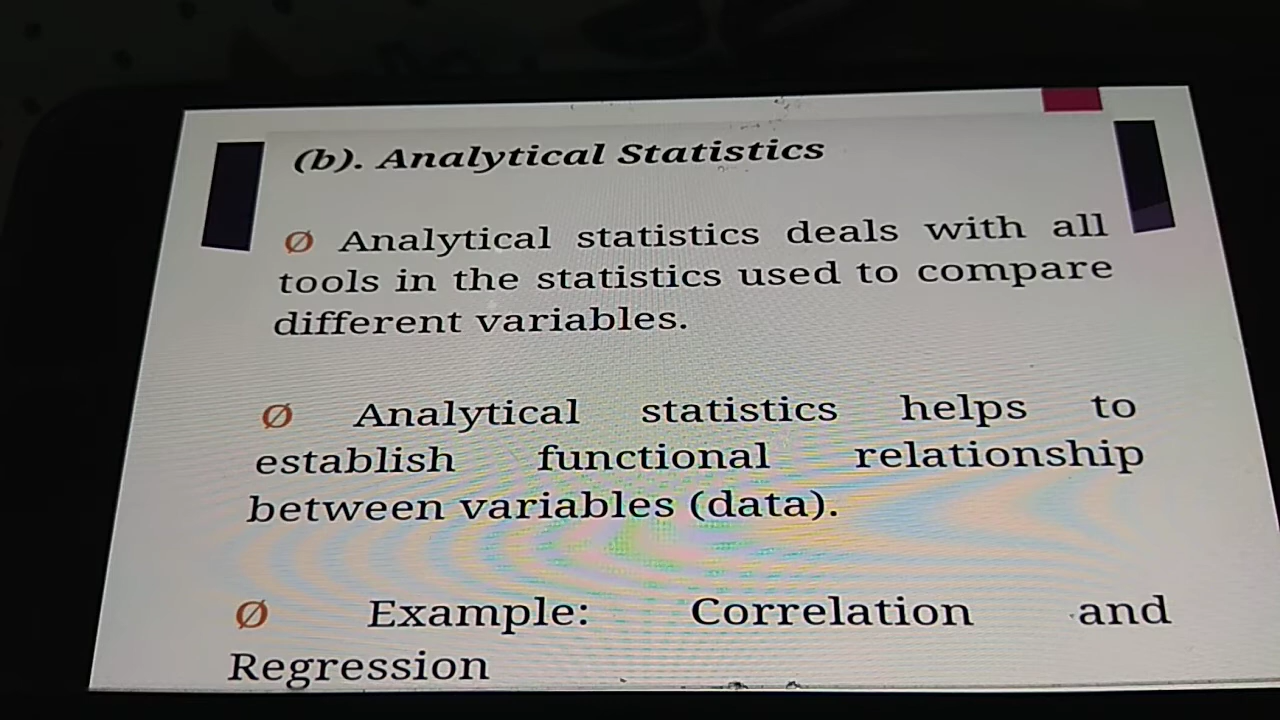 (b). Analytical Statistics
Ø Analytical statistics deals with all
tools in the statistics used to compare
different variables.
Ø Analytical statistics helps to
establish functional relationship
between variables (data).
Ø Example: Correlation and
Regression